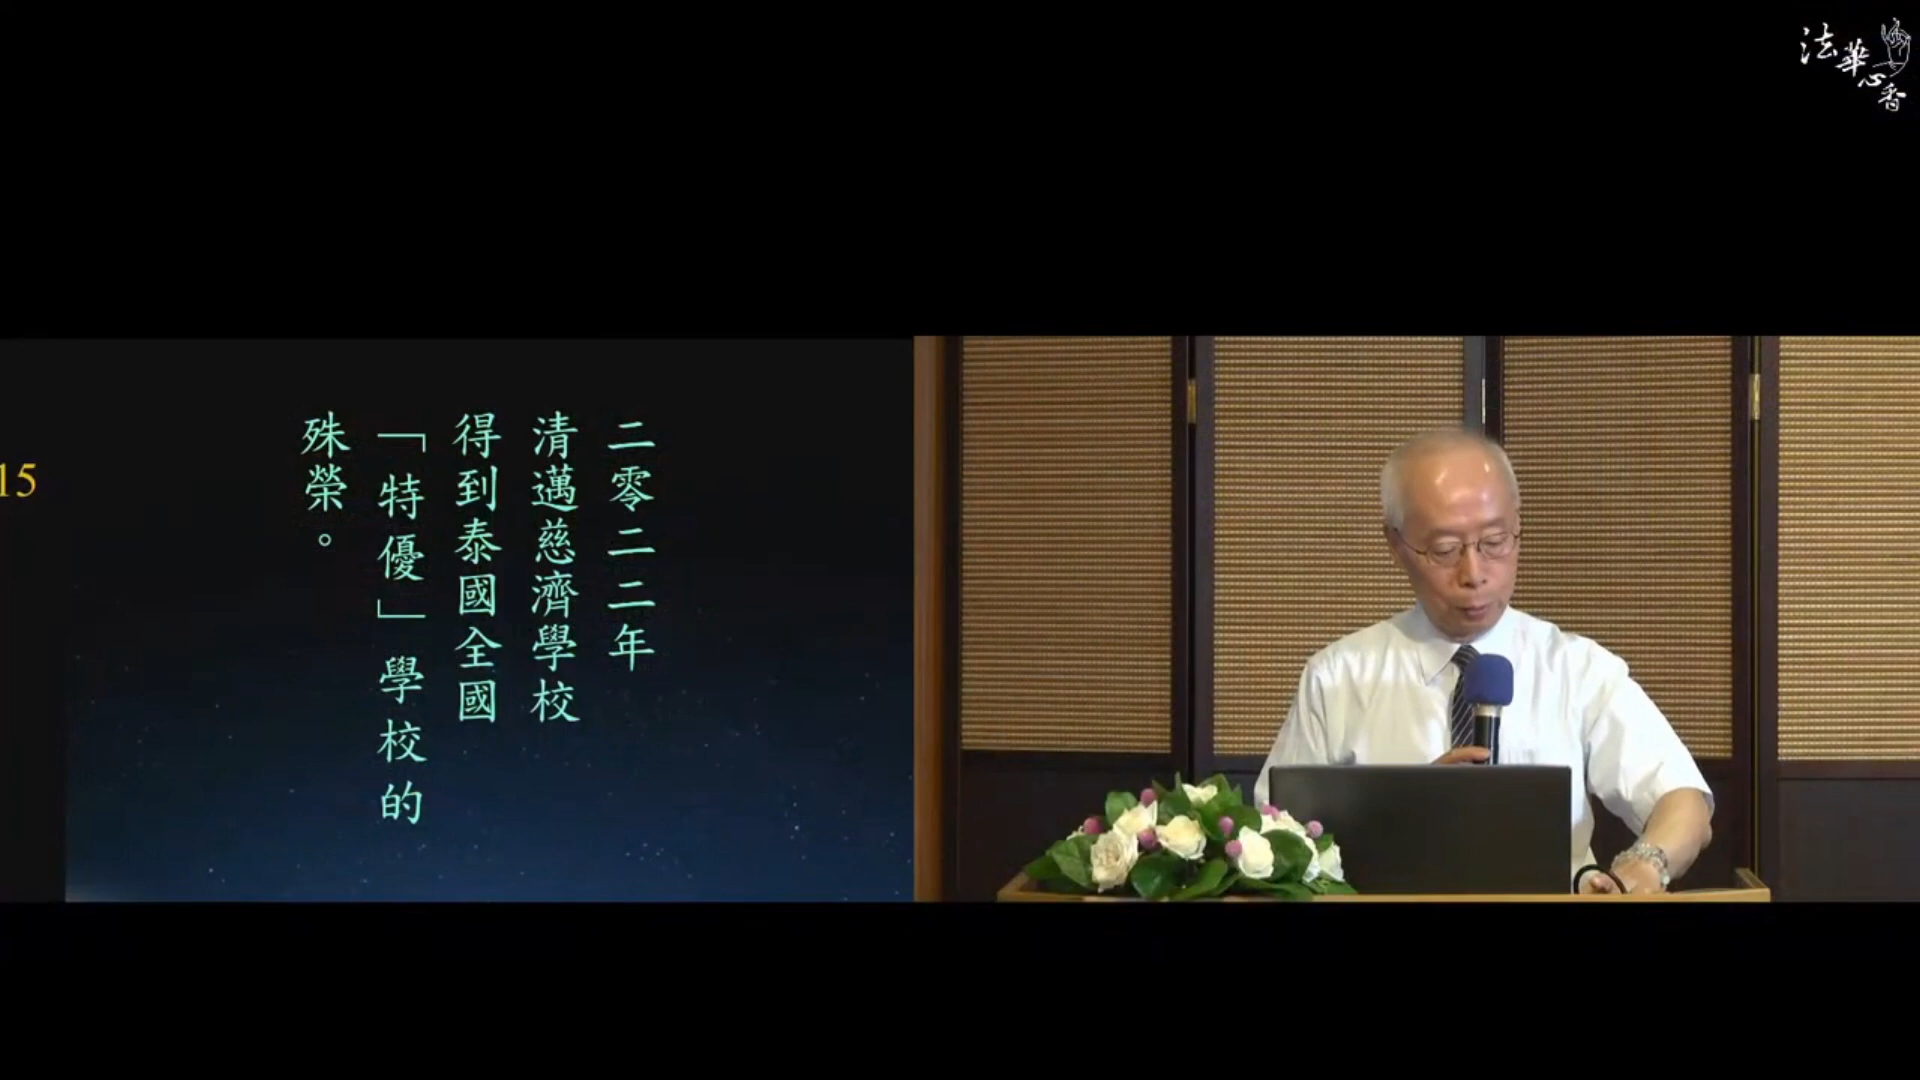 法華心香
二零二二年
清邁慈濟學校
得到泰國全國
「特優」學校的
殊榮。
15